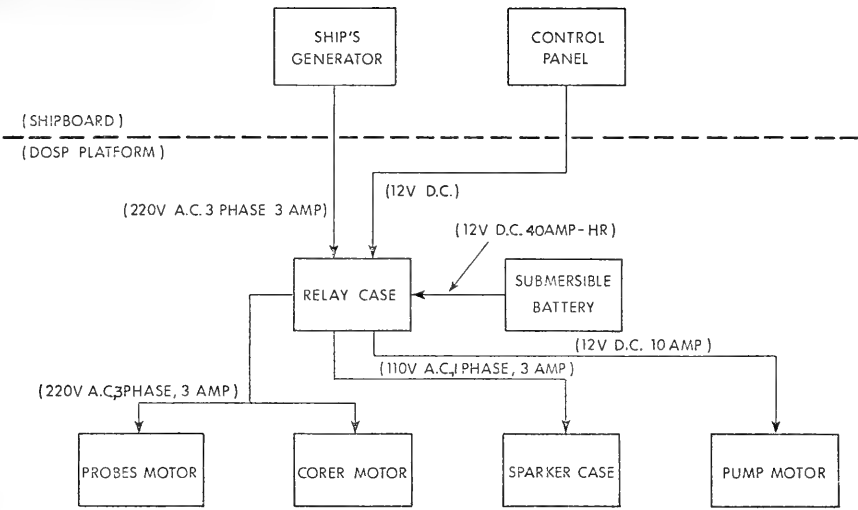 SHIP'S
GENERATOR
CONTROL
PANEL
(SHIPBOARD)
(DOSP PLATFORM)
(12V D.C.)
(220V A.C. 3 PHASE 3 AMP)
(12V D.C. 40AMP-HR)
RELAY CASE
SUBMERSIBLE
BATTERY
(12V D.C. 10 AMP)
(110V A.C,1 PHASE, 3 AMP)
(220V A.C,3PHASE, 3 AMP)
PROBES MOTOR
CORER MOTOR
SPARKER CASE
PUMP MOTOR